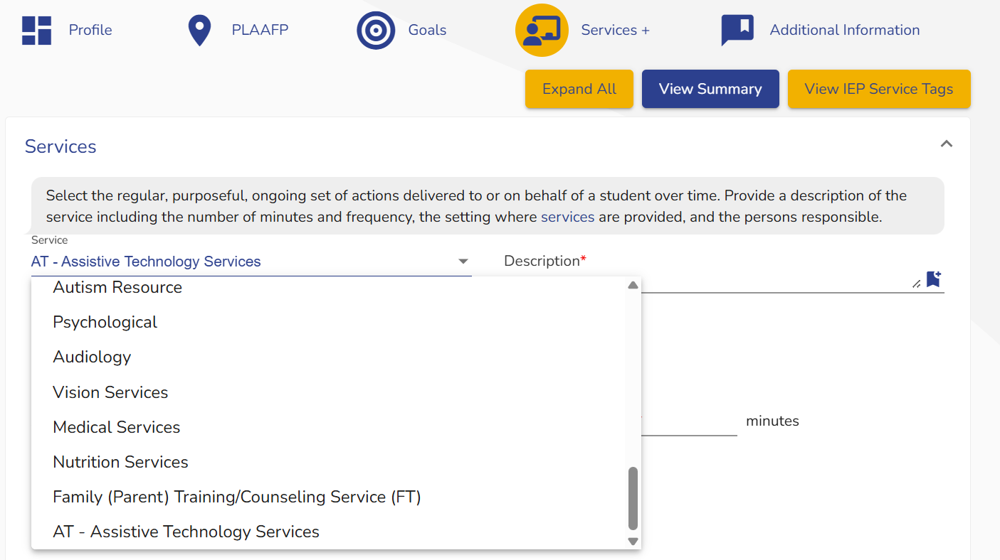 Profile
PLAAFP
Goals
Services +
Additional Information
Expand All
View Summary
View IEP Service Tags
Services
Select the regular, purposeful, ongoing set of actions delivered to or on behalf of a student over time. Provide a description of the
service including the number of minutes and frequency, the setting where services are provided, and the persons responsible.
Service
AT - Assistive Technology Services
Description*
Autism Resource
Psychological
Audiology
Vision Services
Medical Services
minutes
Nutrition Services
Family (Parent) Training/Counseling Service (FT)
AT - Assistive Technology Services